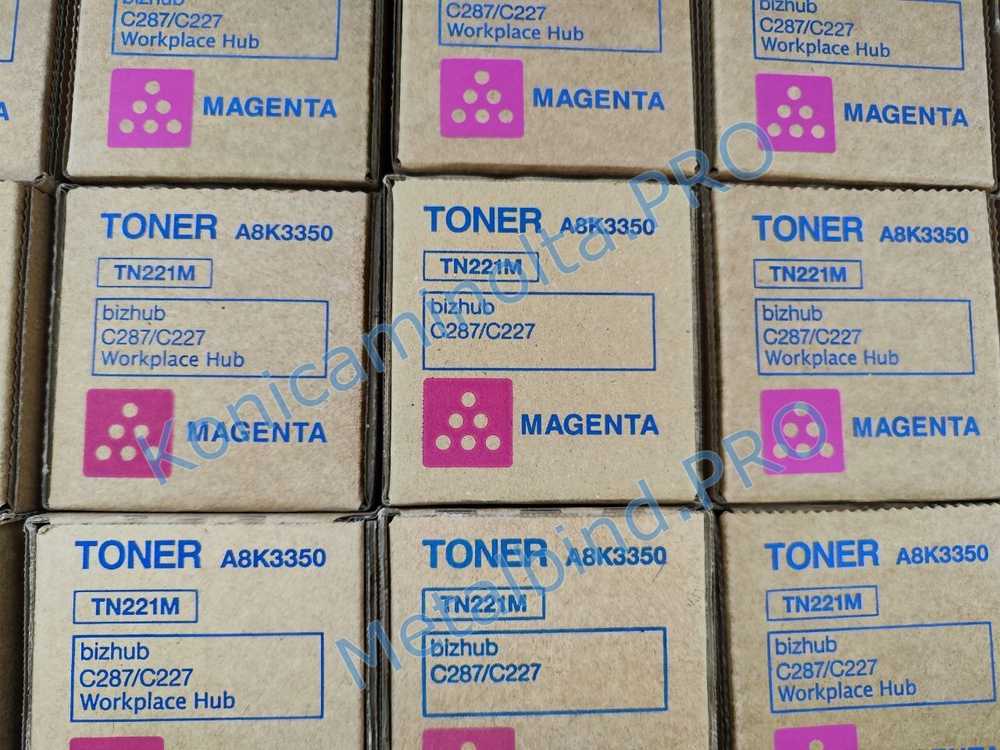 bizhub
C287/C227
Workplace Hub
MAGENTA
C287/C227
Workplace Hub
MAGENTA
bizhub
C287/C227
Workplace Hub
MAGENTA
TONER A8K3350
TN221M
bizhub
C287/C227
Workplace Hub
MAGENTA
TONER A8K3350
TN221M
bizhub
C287/C227
MAGENTA
TONER A8K3350
TN221M
bizhub
C287/C227
Workplace Hub
MAGENTA
TONER A8K3350
TN221M
bizhub
C287/C227
Workplace Hub
TONER A8K3350
TN221M
bizhub
C287/C227
TONER A8K3350
TN221M
bizhub
C287/C227
Workplace Hub
Konicaminolta.PRO
Metalbind.PRO